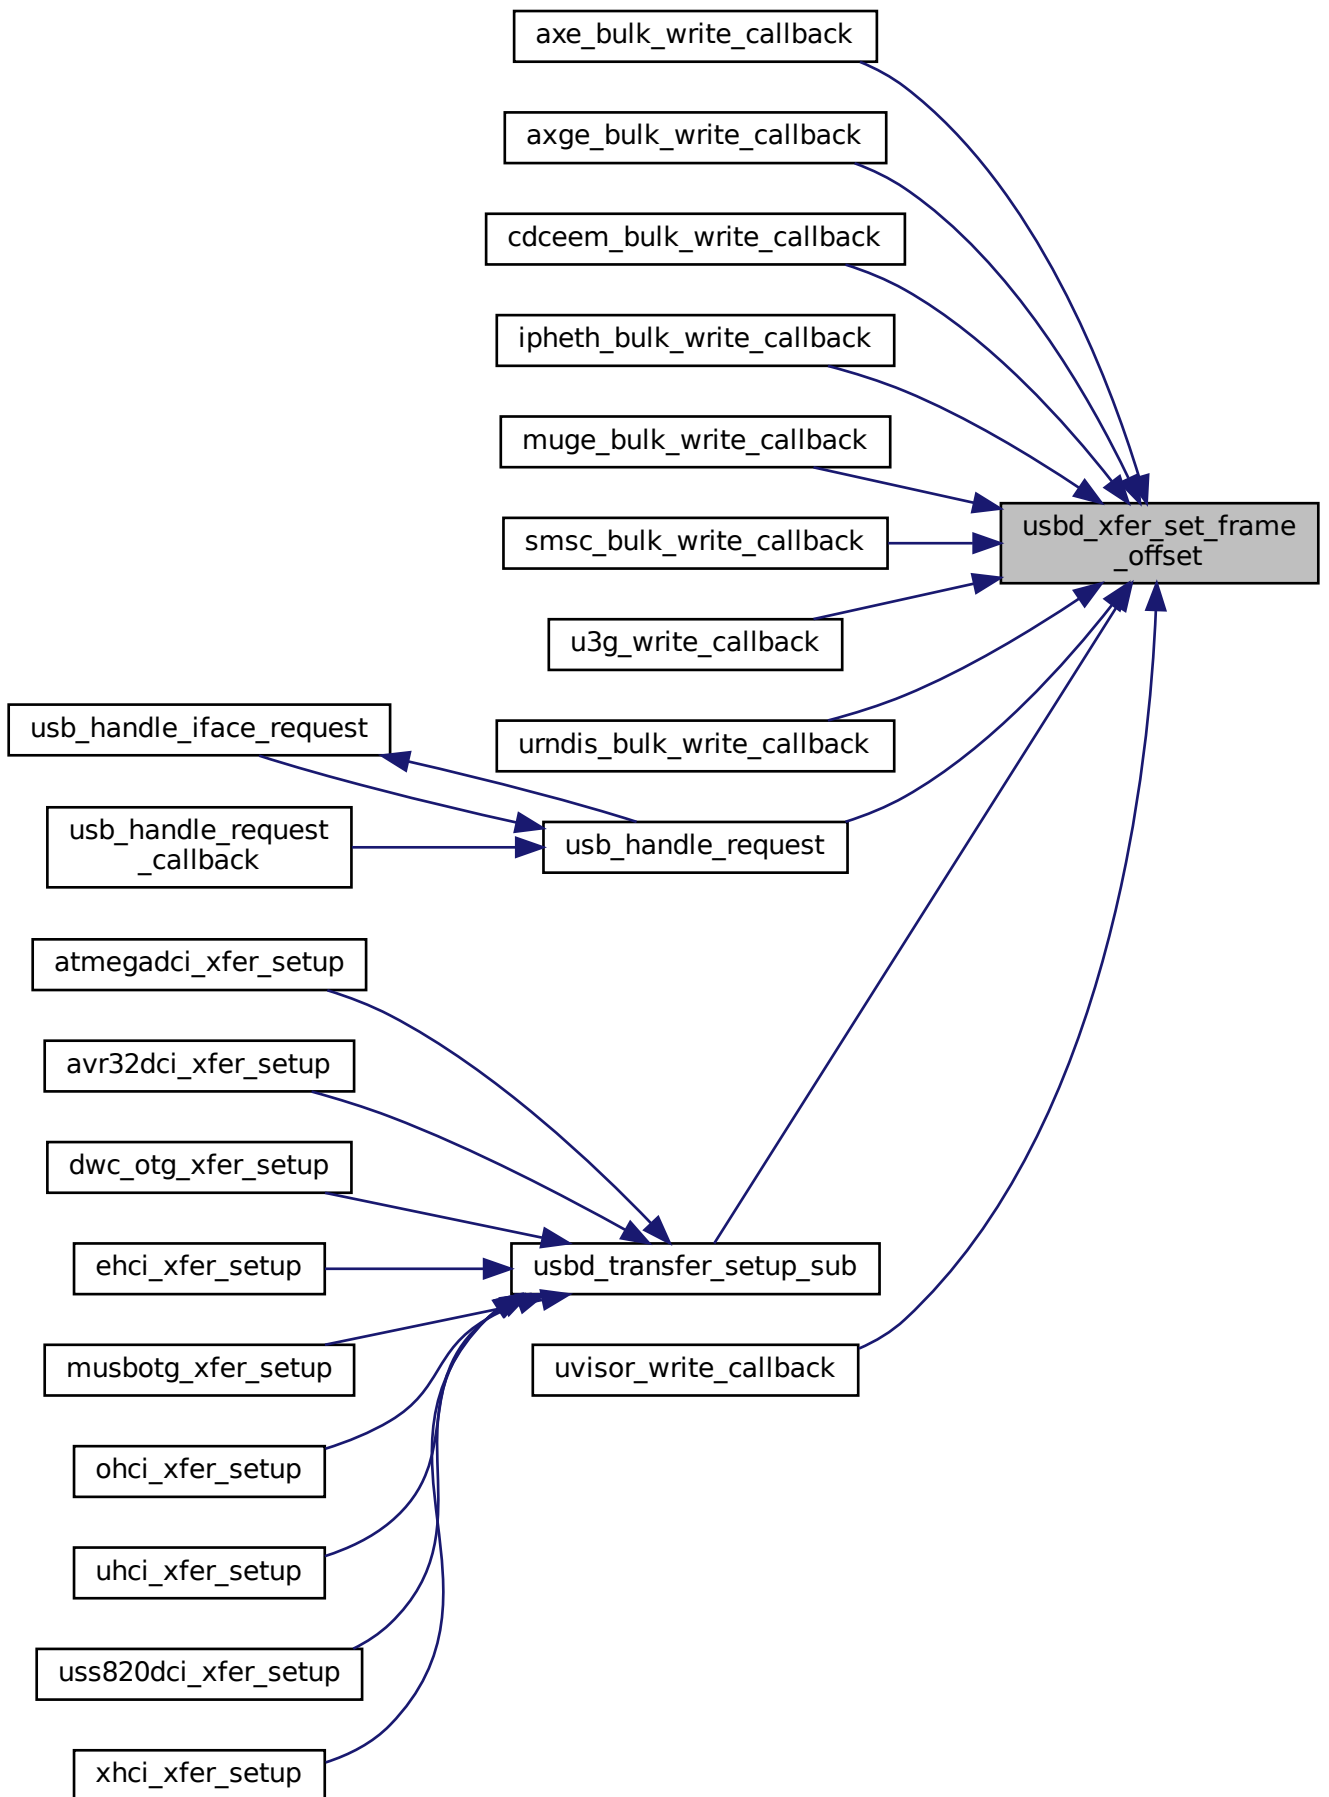 axe_bulk_write_callback
axge_bulk_write_callback
cdceem_bulk_write_callback
ipheth_bulk_write_callback
muge_bulk_write_callback
usbd_xfer_set_frame
_offset
smsc_bulk_write_callback
u3g_write_callback
urndis_bulk_write_callback
usb_handle_iface_request
usb_handle_request
_callback
usb_handle_request
atmegadci_xfer_setup
avr32dci_xfer_setup
dwc_otg_xfer_setup
ehci_xfer_setup
usbd_transfer_setup_sub
musbotg_xfer_setup
uvisor_write_callback
ohci_xfer_setup
uhci_xfer_setup
uss820dci_xfer_setup
xhci_xfer_setup